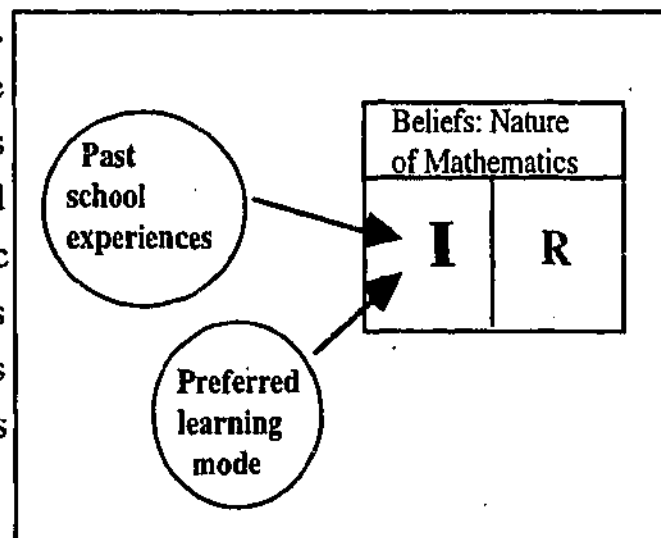 Past
school
experiences
Preferred
learning
mode
Beliefs: Nature
of Mathematics
I
R